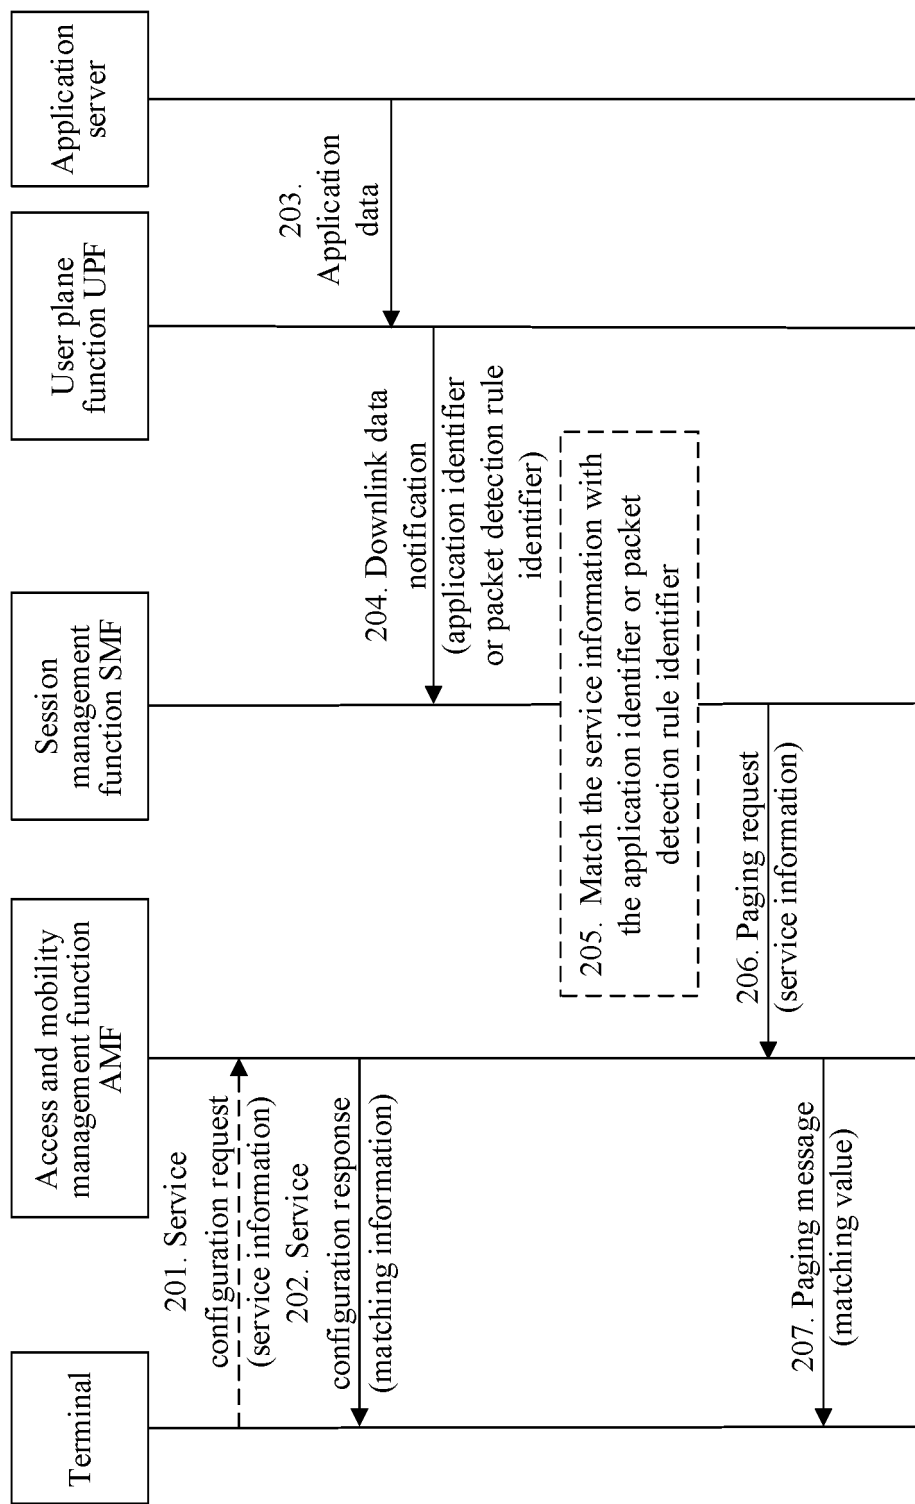 Terminal
Access and mobility
management function
AMF
Session
management
function SMF
User plane
function UPF
Application
server
201. Service
configuration request
(service information)
202. Service
configuration response
(matching information)
203.
Application
data
204. Downlink data
notification
(application identifier
or packet detection rule
identifier)
205. Match the service information with
the application identifier or packet
detection rule identifier
206. Paging request
(service information)
207. Paging message
(matching value)